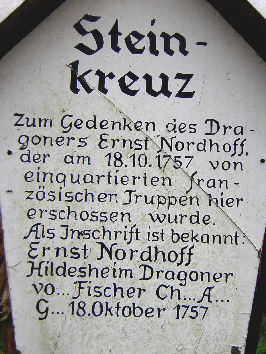 Stein-
kreuz
Zum Gedenken des Dra-
goners Ernst Nordhoff,
der am 18.10.1757 von
einquartierten fran-
zösischen Truppen hier
erschossen wurde.
Als Inschrift ist bekannt:
Ernst Nordhoff
Hildesheim Dragoner
vo... Fischer Ch...A...
G... 18.Oktober 1757